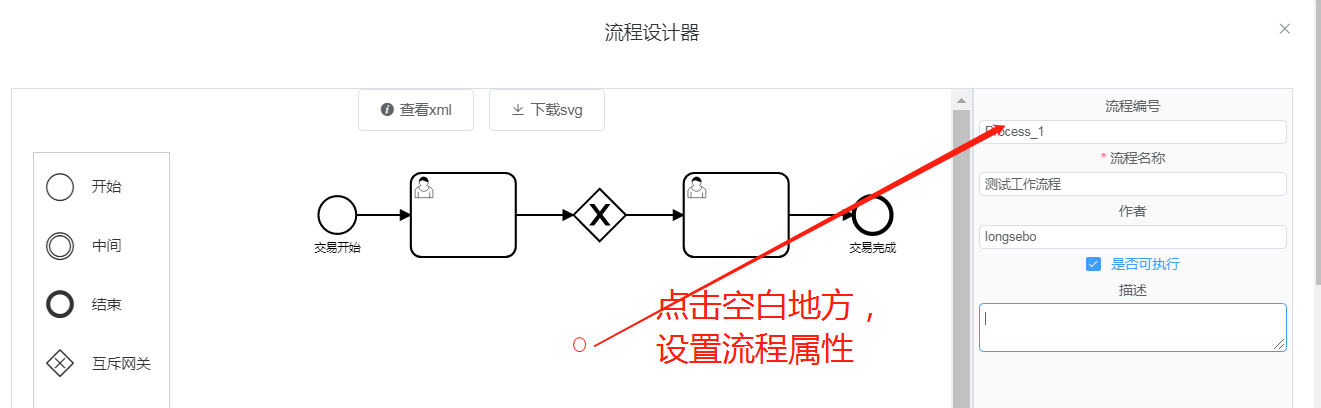 流程设计器
查看xml
下载svg
开始
中间
结束
互斥网关
交易开始
交易完成
点击空白地方，
设置流程属性
流程编号
Process_1
* 流程名称
测试工作流程
作者
longsebo
是否可执行
描述